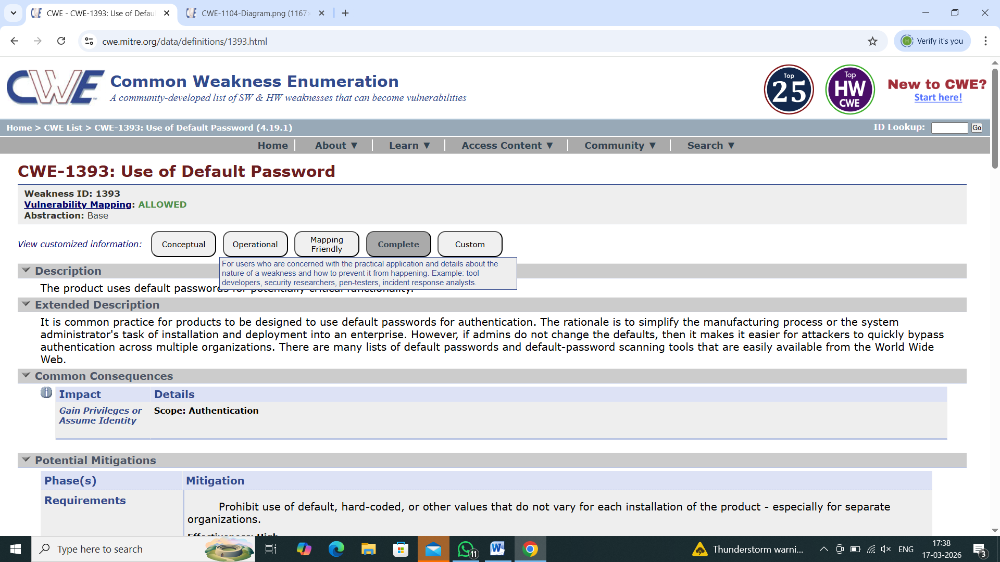 CWE - CWE-1393: Use of Defau
CWE-1104-Diagram.png (1167
cwe.mitre.org/data/definitions/1393.html
H
Verify it's you
CWE
Common Weakness Enumeration
A community-developed list of SW & HW weaknesses that can become vulnerabilities
Top
25
Top
HW
CWE
New to CWE?
Start here!
Home > CWE List > CWE-1393: Use of Default Password (4.19.1)
ID Lookup:
Go
Home
About ▼
Learn ▼
Access Content ▼
Community ▼
Search ▼
CWE-1393: Use of Default Password
Weakness ID: 1393
Vulnerability Mapping: ALLOWED
Abstraction: Base
View customized information:
Conceptual
Operational
Mapping
Friendly
Complete
Custom
For users who are concerned with the practical application and details about the
nature of a weakness and how to prevent it from happening. Example: tool
developers, security researchers, pen-testers, incident response analysts.
Description
The product uses default passwords for potentially critical functionality.
Extended Description
It is common practice for products to be designed to use default passwords for authentication. The rationale is to simplify the manufacturing process or the system
administrator's task of installation and deployment into an enterprise. However, if admins do not change the defaults, then it makes it easier for attackers to quickly bypass
authentication across multiple organizations. There are many lists of default passwords and default-password scanning tools that are easily available from the World Wide
Web.
Common Consequences
Impact
Details
Gain Privileges or
Assume Identity
Scope: Authentication
Potential Mitigations
Phase(s)
Mitigation
Requirements
Prohibit use of default, hard-coded, or other values that do not vary for each installation of the product - especially for separate
organizations.
Effectiveness: High
Type here to search
11
Thunderstorm warni...
ENG
17:38
17-03-2026
3